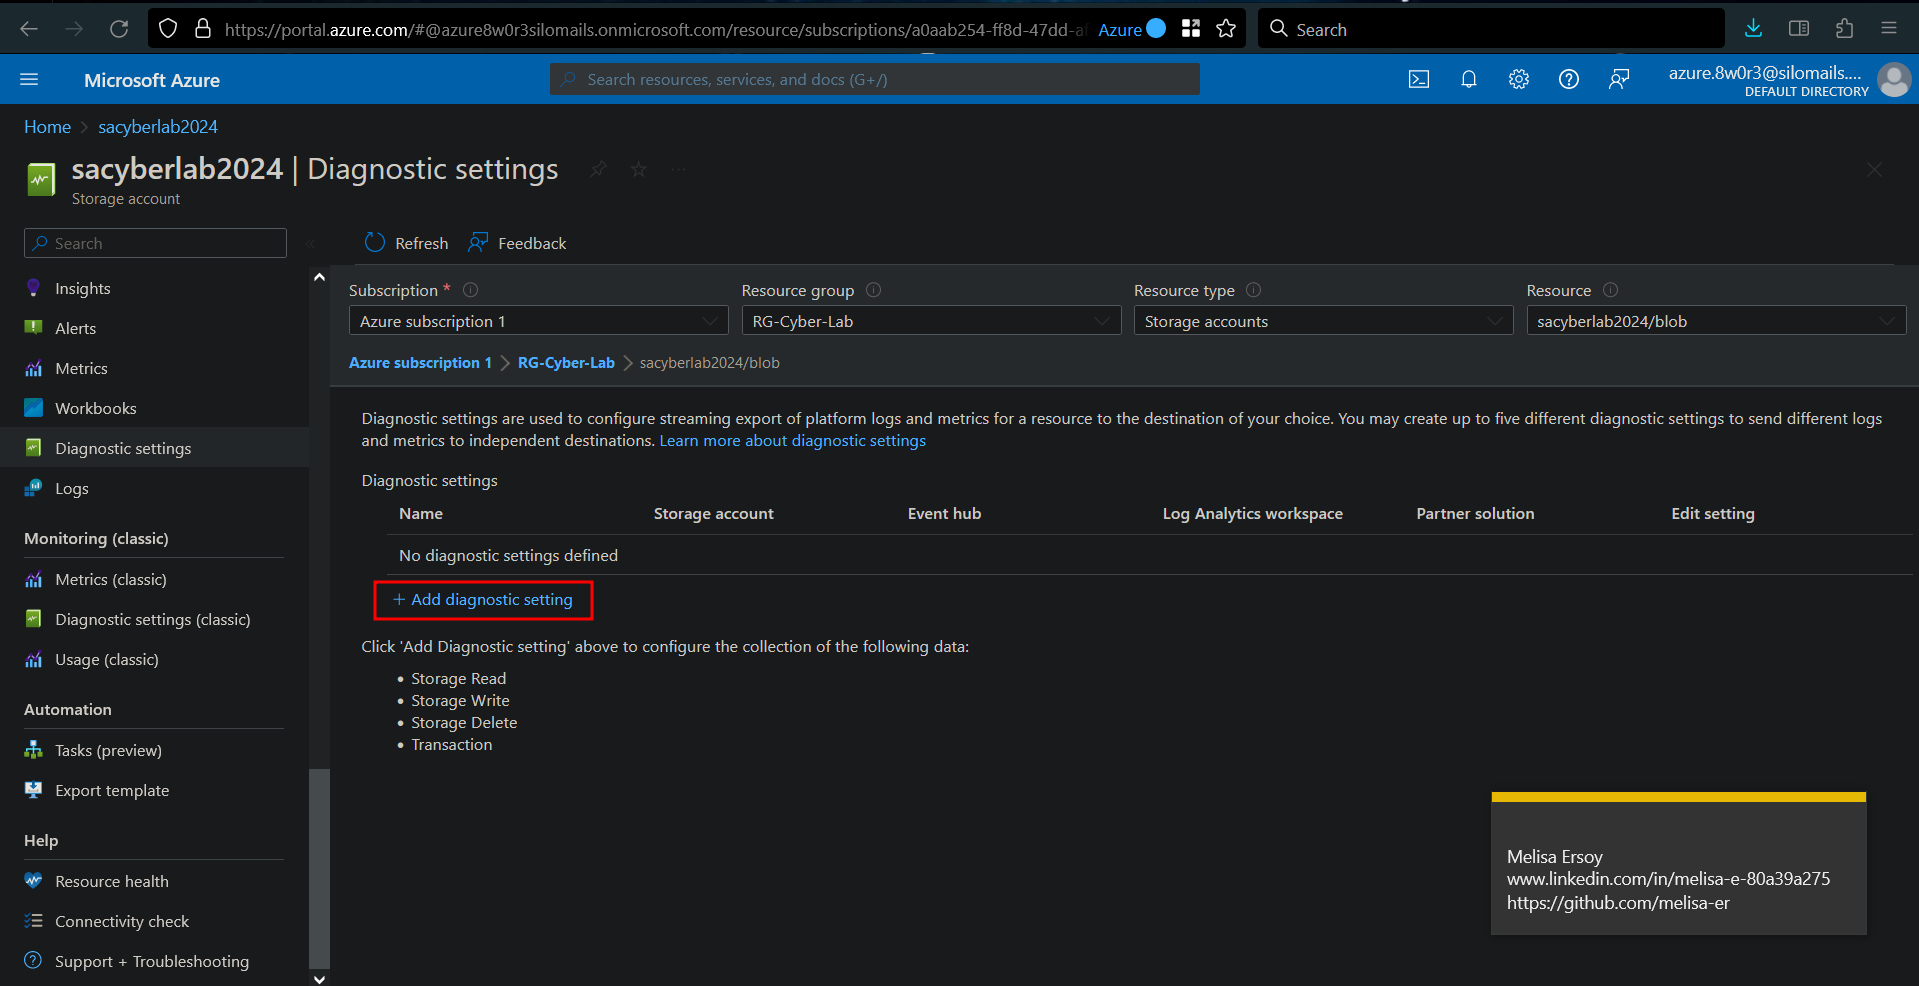 https://portal.azure.com/#@azure8w0r3silomails.onmicrosoft.com/resource/subscriptions/a0aab254-ff8d-47dd-a
Azure
Search
Microsoft Azure
Search resources, services, and docs (G+/)
azure.8w0r3@silomails....
DEFAULT DIRECTORY
Home > sacyberlab2024
sacyberlab2024 | Diagnostic settings
Storage account
Search
Insights
Alerts
Metrics
Workbooks
Diagnostic settings
Logs
Monitoring (classic)
Metrics (classic)
Diagnostic settings (classic)
Usage (classic)
Automation
Tasks (preview)
Export template
Help
Resource health
Connectivity check
Support + Troubleshooting
Refresh
Feedback
Subscription *
Azure subscription 1
Resource group
RG-Cyber-Lab
Resource type
Storage accounts
Resource
sacyberlab2024/blob
Azure subscription 1 > RG-Cyber-Lab > sacyberlab2024/blob
Diagnostic settings are used to configure streaming export of platform logs and metrics for a resource to the destination of your choice. You may create up to five different diagnostic settings to send different logs
and metrics to independent destinations. Learn more about diagnostic settings
Diagnostic settings
Name Storage account Event hub Log Analytics workspace Partner solution Edit setting
No diagnostic settings defined
+ Add diagnostic setting
Click 'Add Diagnostic setting' above to configure the collection of the following data:
• Storage Read
• Storage Write
• Storage Delete
• Transaction
Melisa Ersoy
www.linkedin.com/in/melisa-e-80a39a275
https://github.com/melisa-er